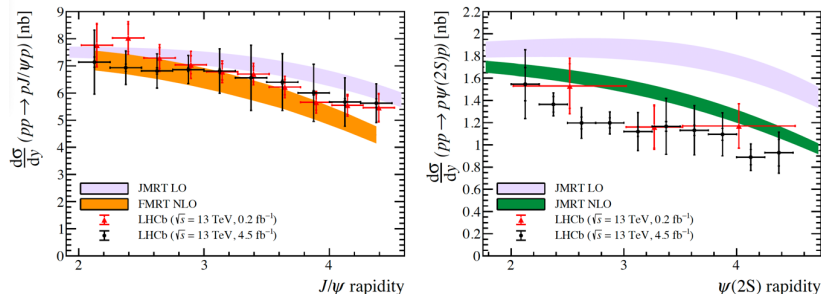 dσ/dy (pp → pJ/ψp) [nb]
10
9
8
7
6
5
4
3
2
1
0
JMRT LO
FMRT NLO
LHCb (√s = 13 TeV, 0.2 fb⁻¹)
LHCb (√s = 13 TeV, 4.5 fb⁻¹)
2 3 4
J/ψ rapidity
dσ/dy (pp → pψ(2S)p) [nb]
2.2
2
1.8
1.6
1.4
1.2
1
0.8
0.6
0.4
0.2
0
JMRT LO
JMRT NLO
LHCb (√s = 13 TeV, 0.2 fb⁻¹)
LHCb (√s = 13 TeV, 4.5 fb⁻¹)
2 3 4
ψ(2S) rapidity